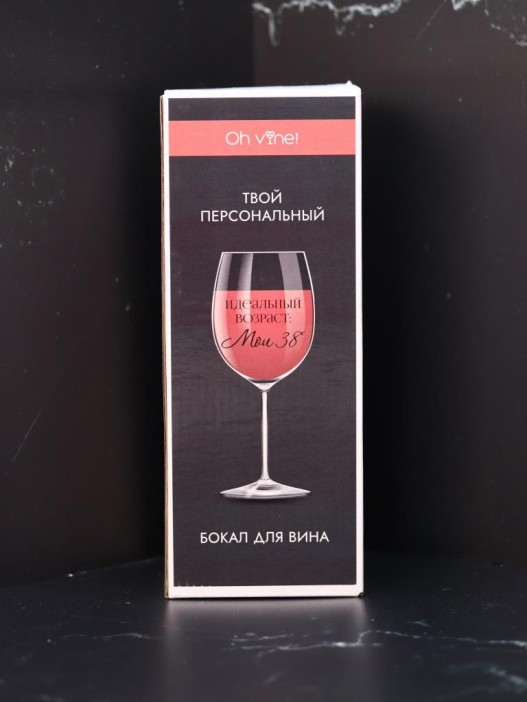 Oh vine!
ТВОЙ
ПЕРСОНАЛЬНЫЙ
ИДЕАЛЬНЫЙ
ВОЗРАСТ:
Мои 38
БОКАЛ ДЛЯ ВИНА